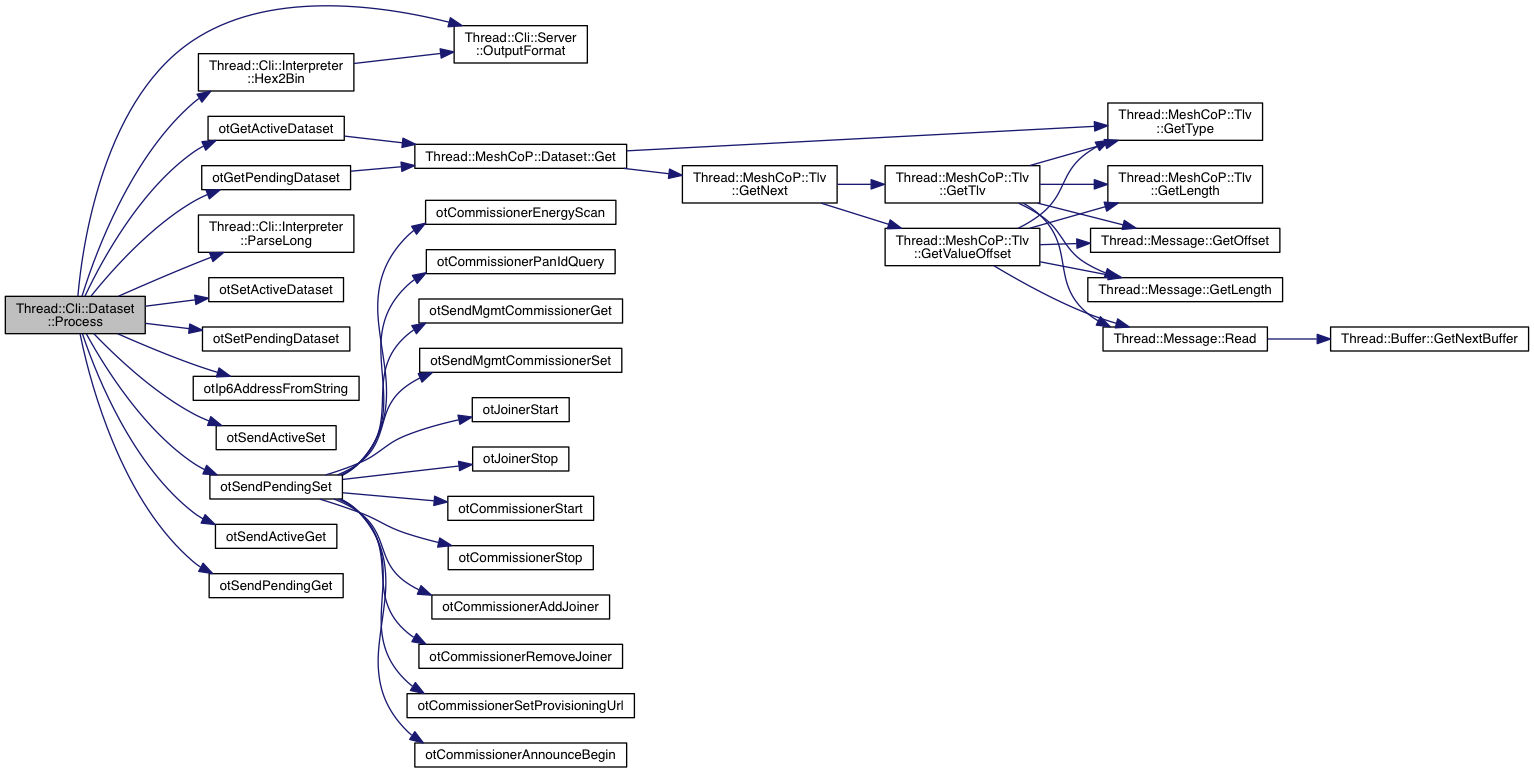 Thread::Cli::Dataset
::Process
Thread::Cli::Server
::OutputFormat
Thread::Cli::Interpreter
::Hex2Bin
otGetActiveDataset
otGetPendingDataset
Thread::Cli::Interpreter
::ParseLong
otSetActiveDataset
otSetPendingDataset
otIp6AddressFromString
otSendActiveSet
otSendPendingSet
otSendActiveGet
otSendPendingGet
Thread::MeshCoP::Dataset::Get
otCommissionerEnergyScan
otCommissionerPanIdQuery
otSendMgmtCommissionerGet
otSendMgmtCommissionerSet
otJoinerStart
otJoinerStop
otCommissionerStart
otCommissionerStop
otCommissionerAddJoiner
otCommissionerRemoveJoiner
otCommissionerSetProvisioningUrl
otCommissionerAnnounceBegin
Thread::MeshCoP::Tlv
::GetNext
Thread::MeshCoP::Tlv
::GetTlv
Thread::MeshCoP::Tlv
::GetValueOffset
Thread::MeshCoP::Tlv
::GetType
Thread::MeshCoP::Tlv
::GetLength
Thread::Message::GetOffset
Thread::Message::GetLength
Thread::Message::Read
Thread::Buffer::GetNextBuffer